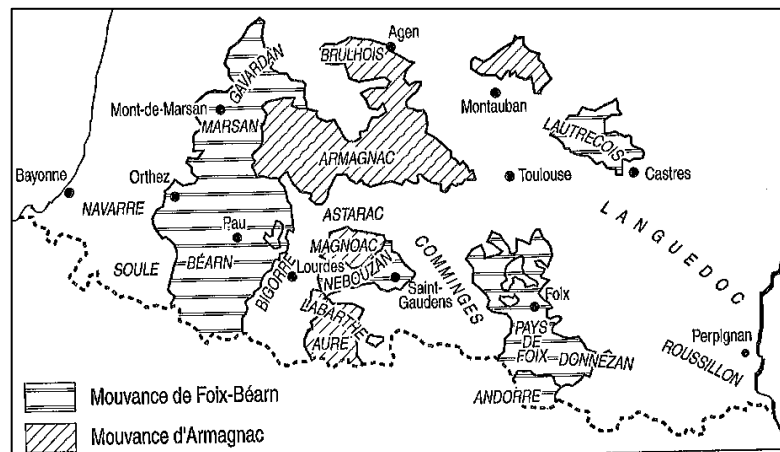 Agen
BRULHOIS
GAVARDAN
Mont-de-Marsan
MARSAN
Montauban
LAUTRECOIS
ARMAGNAC
Bayonne
Orthez
Toulouse
Castres
NAVARRE
ASTARAC
LANGUEDOC
Pau
MAGNOAC
COMMINGES
SOULE
BÉARN
BIGORRE
Lourdes
NEBOUZAN
Saint-
Gaudens
Foix
LABARTHE
AURE
PAYS
DE
FOIX
DONNÊZAN
Perpignan
ROUSSILLON
ANDORRE
Mouvance de Foix-Béarn
Mouvance d'Armagnac